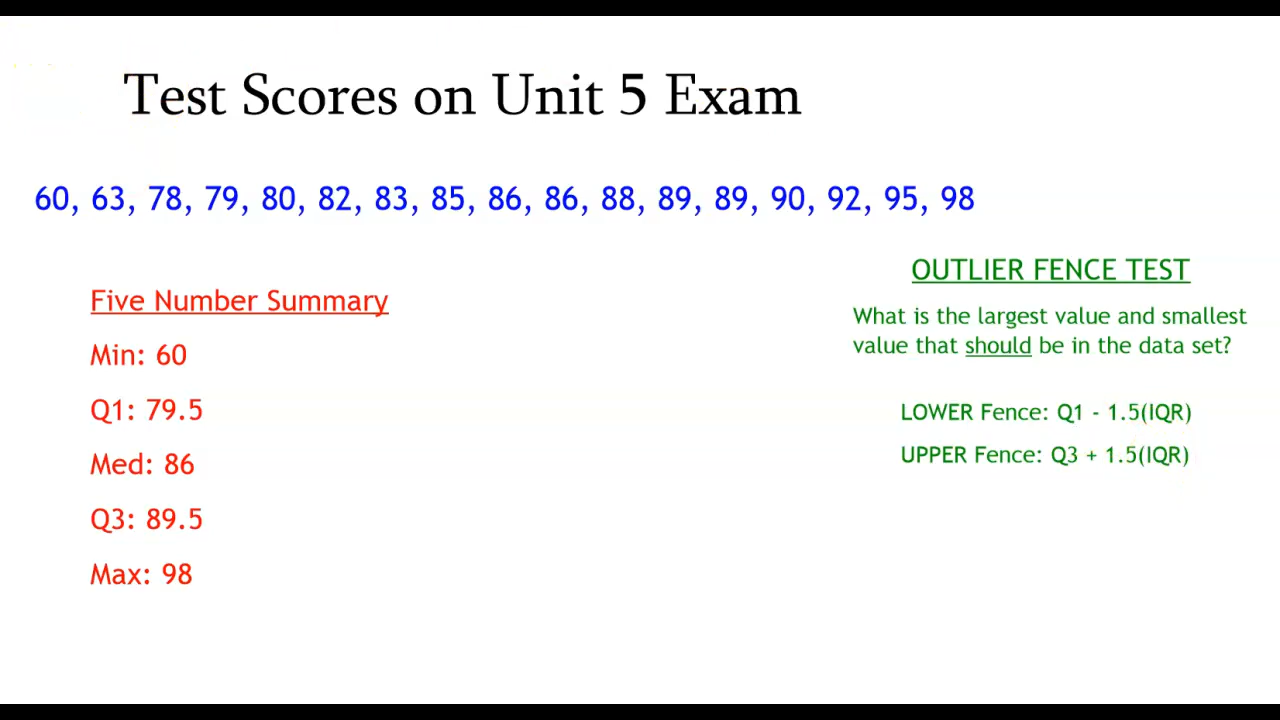 Test Scores on Unit 5 Exam
60, 63, 78, 79, 80, 82, 83, 85, 86, 86, 88, 89, 89, 90, 92, 95, 98
Five Number Summary
Min: 60
Q1: 79.5
Med: 86
Q3: 89.5
Max: 98
OUTLIER FENCE TEST
What is the largest value and smallest
value that should be in the data set?
LOWER Fence: Q1 - 1.5(IQR)
UPPER Fence: Q3 + 1.5(IQR)